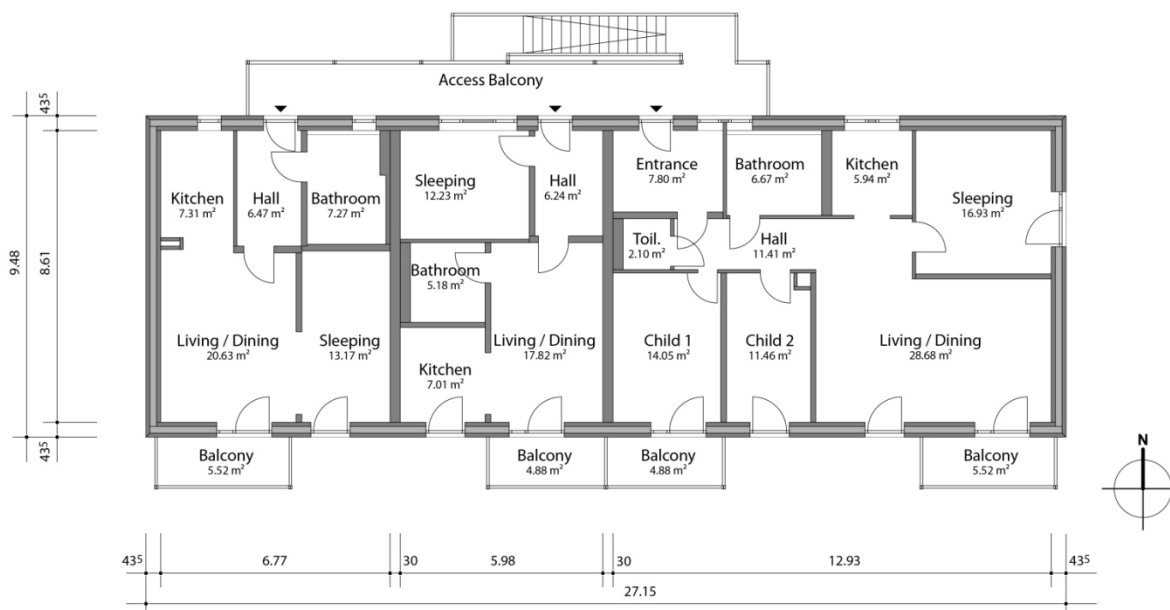 Access Balcony
Kitchen
7.31 m²
Hall
6.47 m²
Bathroom
7.27 m²
Sleeping
12.23 m²
Hall
6.24 m²
Entrance
7.80 m²
Bathroom
6.67 m²
Kitchen
5.94 m²
Sleeping
16.93 m²
Toil.
2.10 m²
Hall
11.41 m²
Bathroom
5.18 m²
Living / Dining
20.63 m²
Sleeping
13.17 m²
Kitchen
7.01 m²
Living / Dining
17.82 m²
Child 1
14.05 m²
Child 2
11.46 m²
Living / Dining
28.68 m²
Balcony
5.52 m²
Balcony
4.88 m²
Balcony
4.88 m²
Balcony
5.52 m²
43⁵
9.48
8.61
43⁵
N
43⁵
6.77
30
5.98
30
12.93
43⁵
27.15